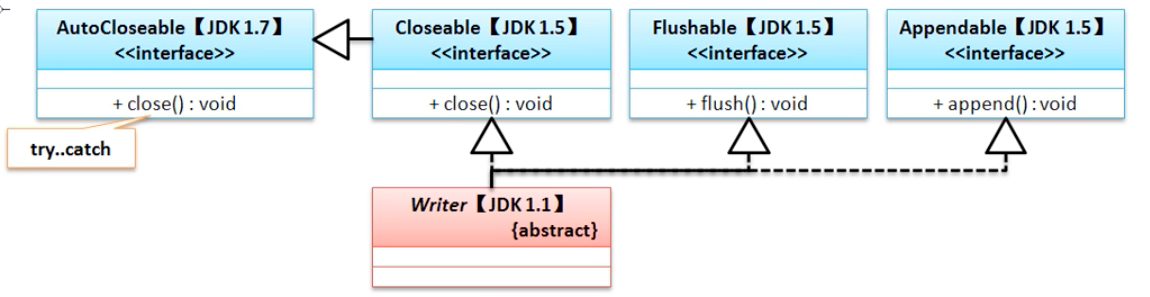 AutoCloseable【JDK 1.7】
<<interface>>
+ close() : void
try..catch
Closeable【JDK 1.5】
<<interface>>
+ close() : void
Flushable【JDK 1.5】
<<interface>>
+ flush() : void
Appendable【JDK 1.5】
<<interface>>
+ append() : void
Writer【JDK 1.1】
{abstract}